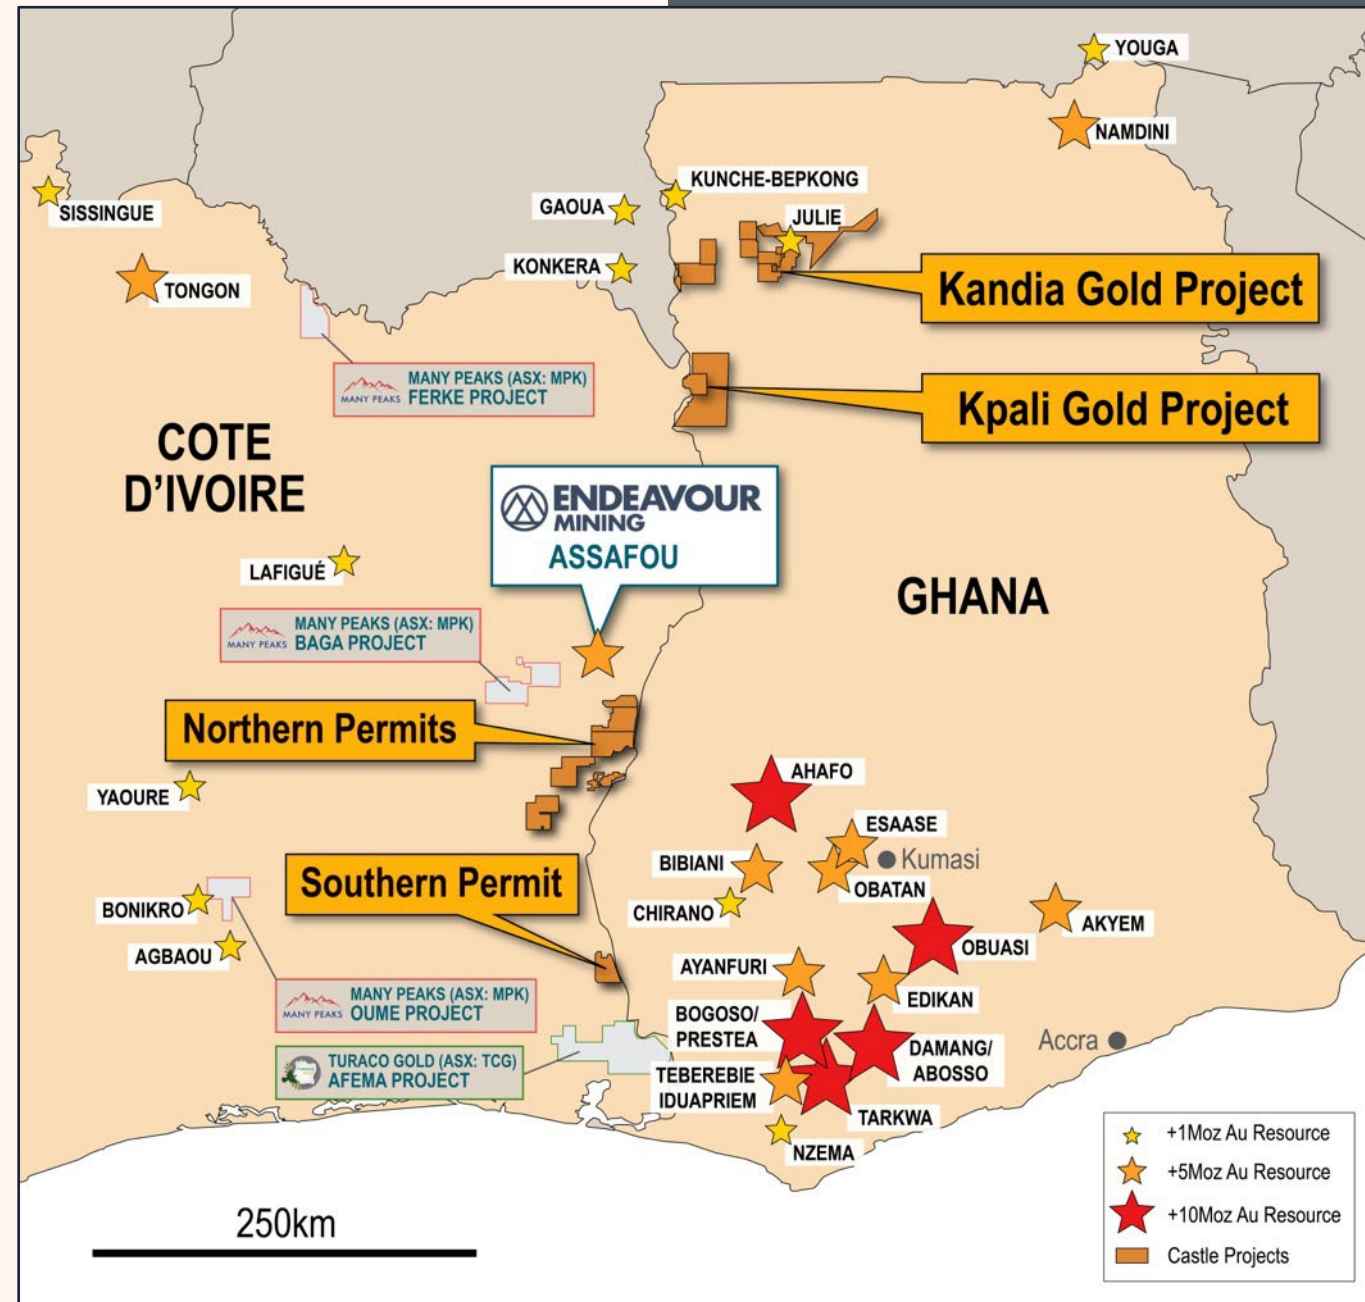 YOUGA
NAMDINI
KUNCHE-BEPKONG
SISSINGUE
GAOUA
JULIE
KONKERA
TONGON
Kandia Gold Project
MANY PEAKS
MANY PEAKS (ASX: MPK)
FERKE PROJECT
Kpali Gold Project
COTE
D'IVOIRE
ENDEAVOUR
MINING
ASSAFOU
LAFIGUÉ
GHANA
MANY PEAKS
MANY PEAKS (ASX: MPK)
BAGA PROJECT
Northern Permits
YAOURE
AHAFO
ESAASE
Kumasi
BIBIANI
OBATAN
Southern Permit
CHIRANO
BONIKRO
AKYEM
AGBAOU
OBUASI
AYANFURI
EDIKAN
MANY PEAKS
MANY PEAKS (ASX: MPK)
OUME PROJECT
BOGOSO/
PRESTEA
Accra
DAMANG/
ABOSSO
TURACO GOLD (ASX: TCG)
AFEMA PROJECT
TEBEREBIE
IDUAPRIEM
TARKWA
NZEMA
+1Moz Au Resource
+5Moz Au Resource
+10Moz Au Resource
Castle Projects
250km